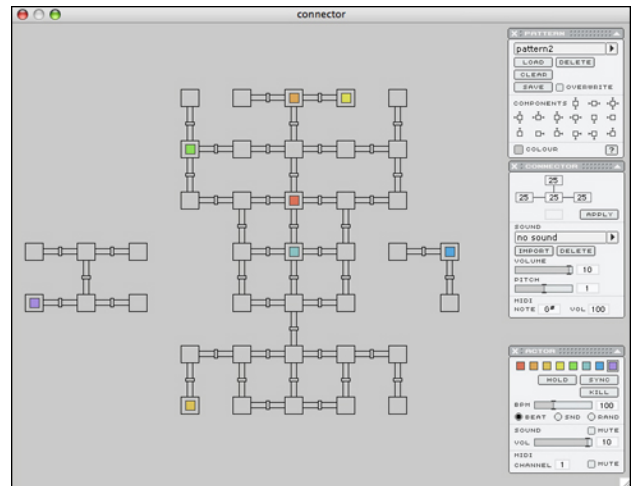 connector
PATTERN
pattern2
LOAD DELETE
CLEAR
SAVE OVERWRITE
COMPONENTS
COLOUR ?
CONNECTOR
25
25 25 25
APPLY
SOUND
no sound
IMPORT DELETE
VOLUME
10
PITCH
1
MIDI
NOTE 0# VOL 100
ACTOR
HOLD SYNC
KILL
BPM 100
BEAT SND RAND
SOUND MUTE
VOL 10
MIDI
CHANNEL 1 MUTE